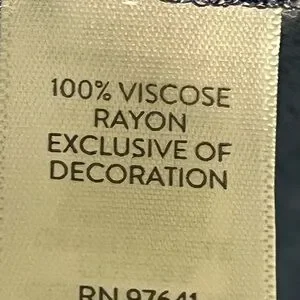 100% VISCOSE
RAYON
EXCLUSIVE OF
DECORATION
RN 97641